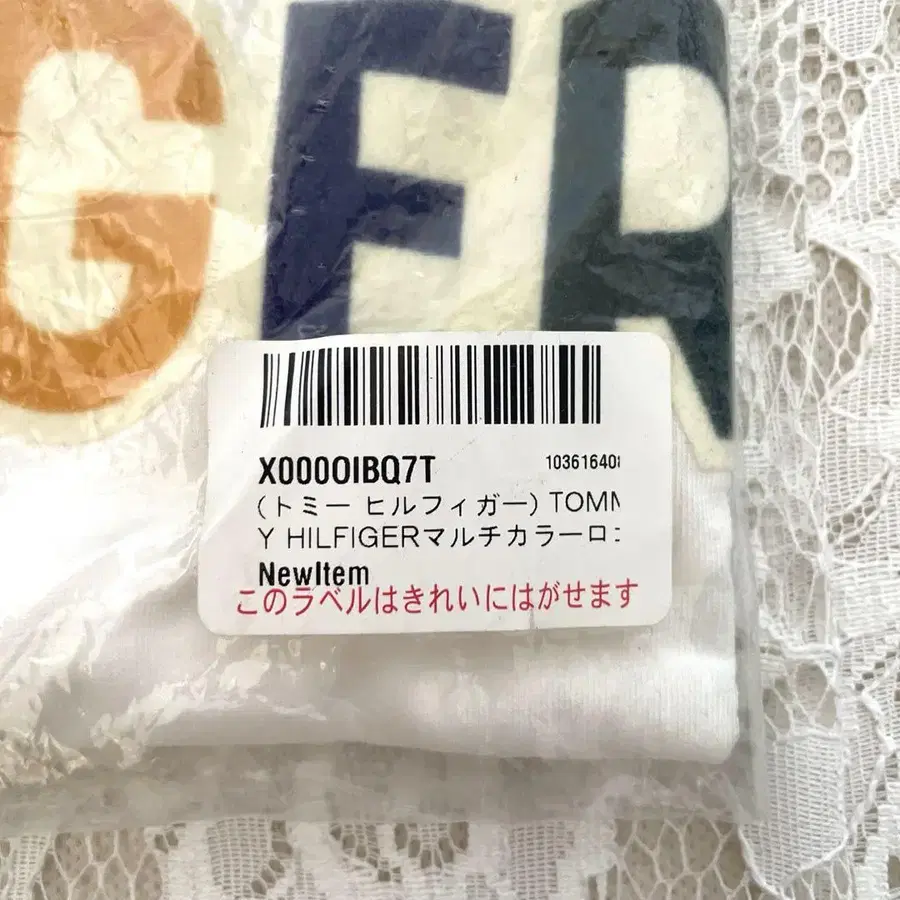 GER
X0000IBQ7T
10361640
(トミー ヒルフィガー) TOMM
Y HILFIGERマルチカラーロ
NewItem
このラベルはきれいにはがせます